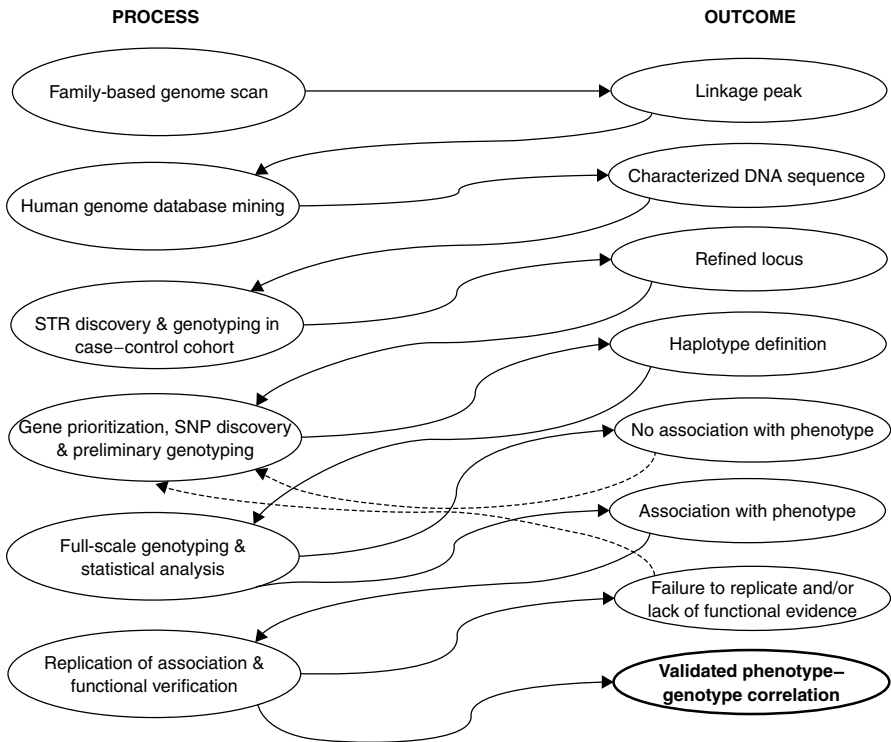 PROCESS
OUTCOME
Family-based genome scan
Linkage peak
Human genome database mining
Characterized DNA sequence
STR discovery & genotyping in
case–control cohort
Refined locus
Gene prioritization, SNP discovery
& preliminary genotyping
Haplotype definition
No association with phenotype
Full-scale genotyping &
statistical analysis
Association with phenotype
Failure to replicate and/or
lack of functional evidence
Replication of association &
functional verification
Validated phenotype–
genotype correlation